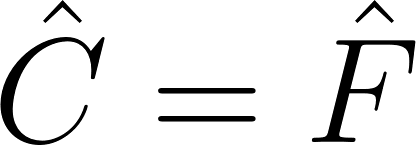 Ĉ = F̂